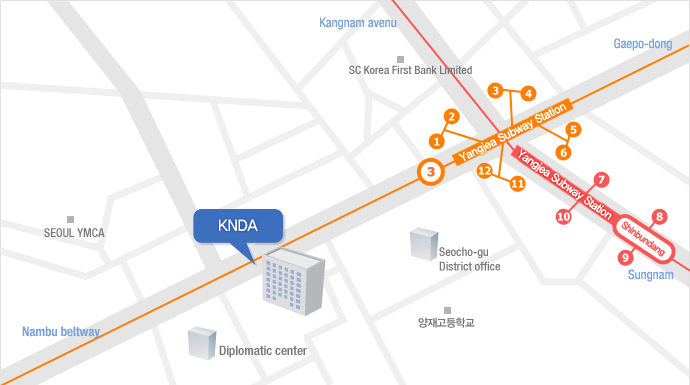 Kangnam avenu
Gaepo-dong
SC Korea First Bank Limited
3
4
2
1
5
6
Yangjea Subway Station
3
12
11
Yangjea Subway Station
7
10
8
Shinbundang
9
Sungnam
SEOUL YMCA
KNDA
Seocho-gu
District office
양재고등학교
Nambu beltway
Diplomatic center